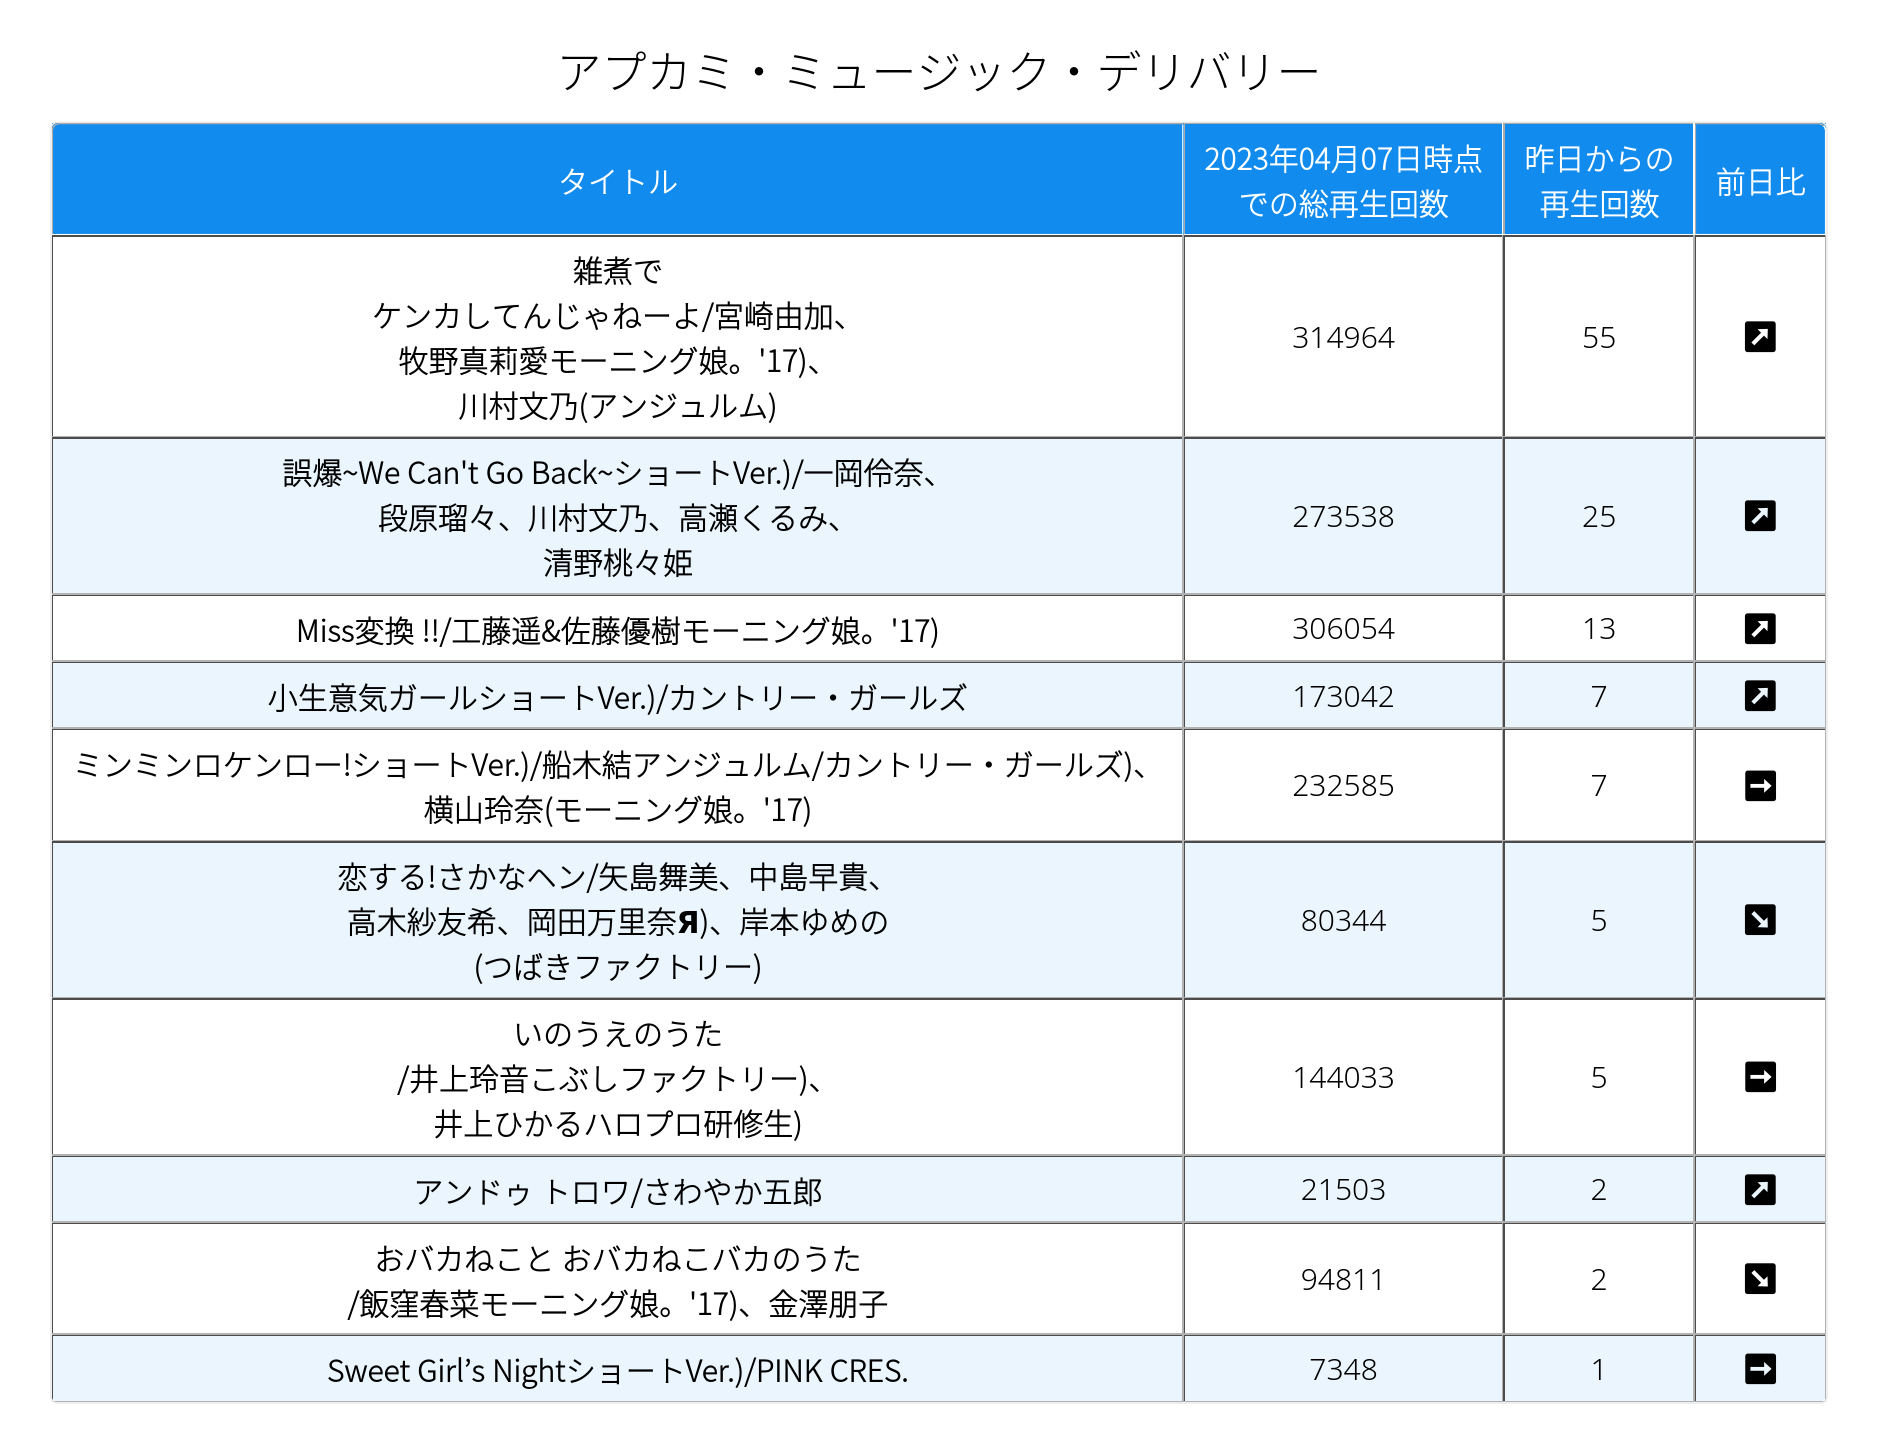 アプカミ・ミュージック・デリバリー
タイトル
2023年04月07日時点
での総再生回数
昨日からの
再生回数
前日比
雑煮で
ケンカしてんじゃねーよ/宮崎由加、
牧野真莉愛モーニング娘。'17)、
川村文乃(アンジュルム)
314964
55
誤爆~We Can't Go Back~ショートVer.)/一岡伶奈、
段原瑠々、川村文乃、高瀬くるみ、
清野桃々姫
273538
25
Miss変換 !!/工藤遥&佐藤優樹モーニング娘。'17)
306054
13
小生意気ガールショートVer.)/カントリー・ガールズ
173042
7
ミンミンロケンロー!ショートVer.)/船木結アンジュルム/カントリー・ガールズ)、
横山玲奈(モーニング娘。'17)
232585
7
恋する!さかなヘン/矢島舞美、中島早貴、
高木紗友希、岡田万里奈Я)、岸本ゆめの
(つばきファクトリー)
80344
5
いのうえのうた
/井上玲音こぶしファクトリー)、
井上ひかるハロプロ研修生)
144033
5
アンドゥ トロワ/さわやか五郎
21503
2
おバカねこと おバカねこバカのうた
/飯窪春菜モーニング娘。'17)、金澤朋子
94811
2
Sweet Girl’s NightショートVer.)/PINK CRES.
7348
1